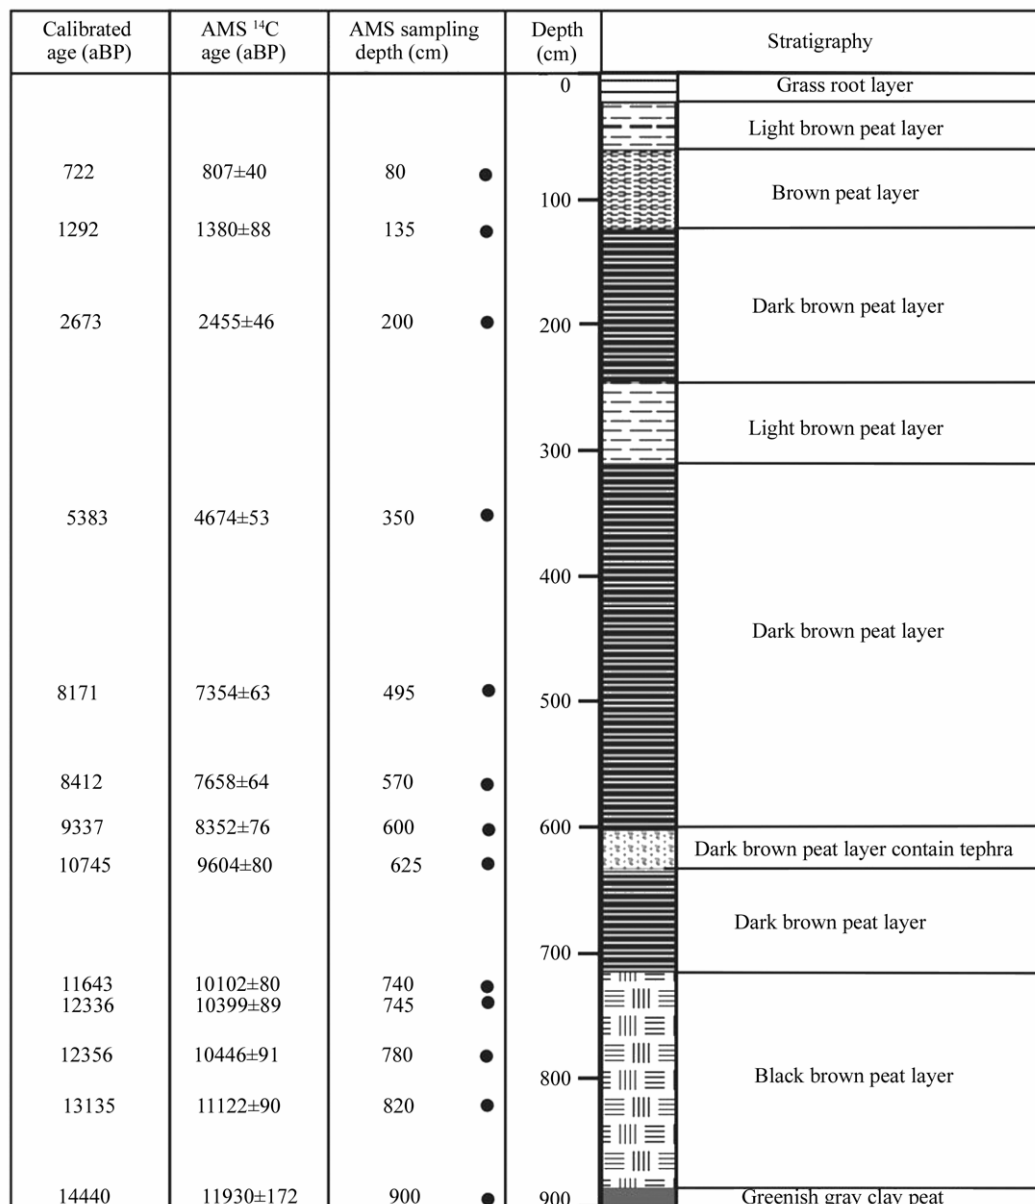 Calibrated age (aBP) AMS ¹⁴C age (aBP) AMS sampling depth (cm) Depth (cm) Stratigraphy
0 Grass root layer
Light brown peat layer
722 807±40 80
100 Brown peat layer
1292 1380±88 135
Dark brown peat layer
2673 2455±46 200 200
Light brown peat layer
300
5383 4674±53 350
400
Dark brown peat layer
8171 7354±63 495
500
8412 7658±64 570
9337 8352±76 600 600
Dark brown peat layer contain tephra
10745 9604±80 625
Dark brown peat layer
700
11643 10102±80 740
12336 10399±89 745
12356 10446±91 780
800 Black brown peat layer
13135 11122±90 820
14440 11930±172 900 900 Greenish gray clay peat